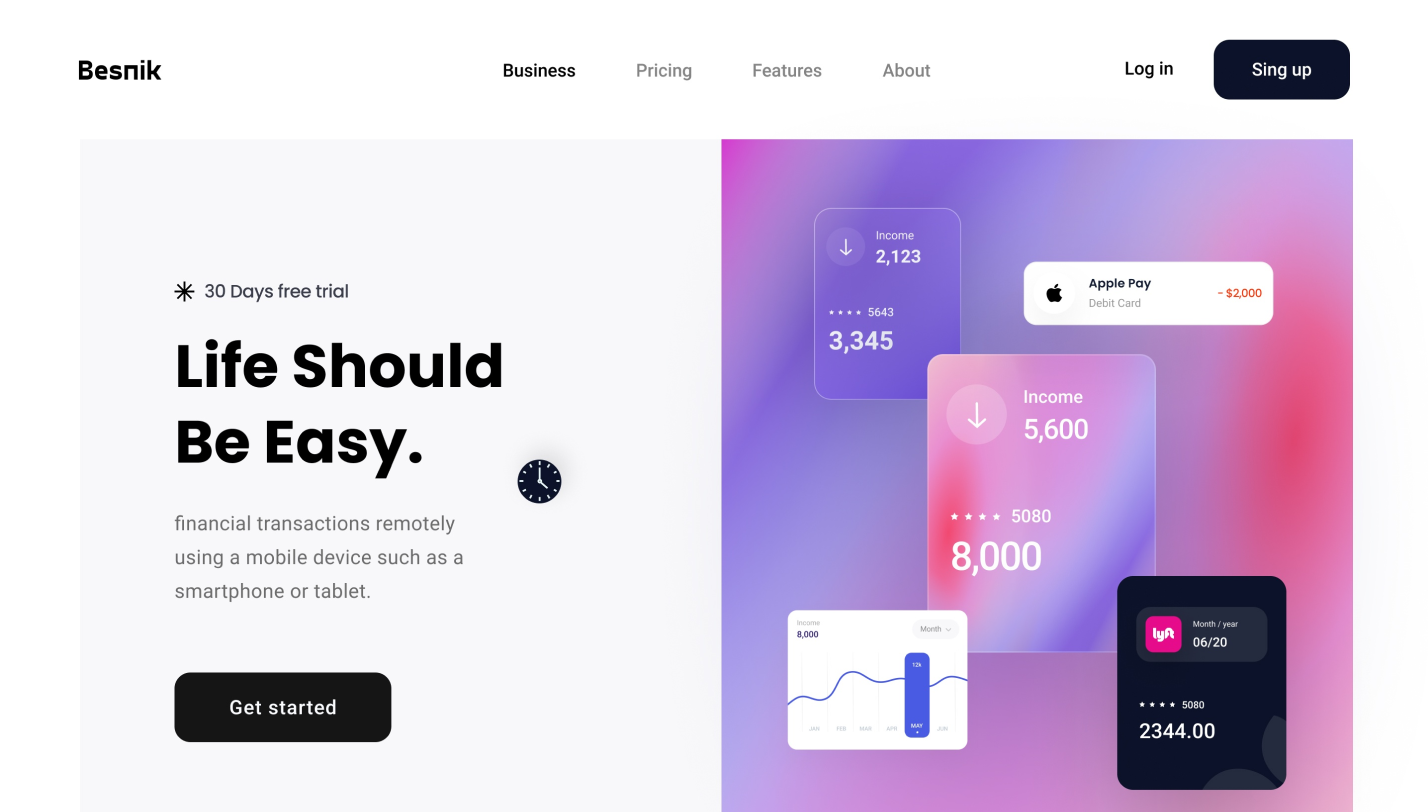 Besnik
Business
Pricing
Features
About
Log in
Sing up
30 Days free trial
Life Should
Be Easy.
financial transactions remotely
using a mobile device such as a
smartphone or tablet.
Get started
Income
2,123
5643
3,345
Apple Pay
Debit Card
- $2,000
Income
5,600
5080
8,000
Income
8,000
Month
12k
JAN
FEB
MAR
APR
MAY
JUN
lyft
Month / year
06/20
5080
2344.00